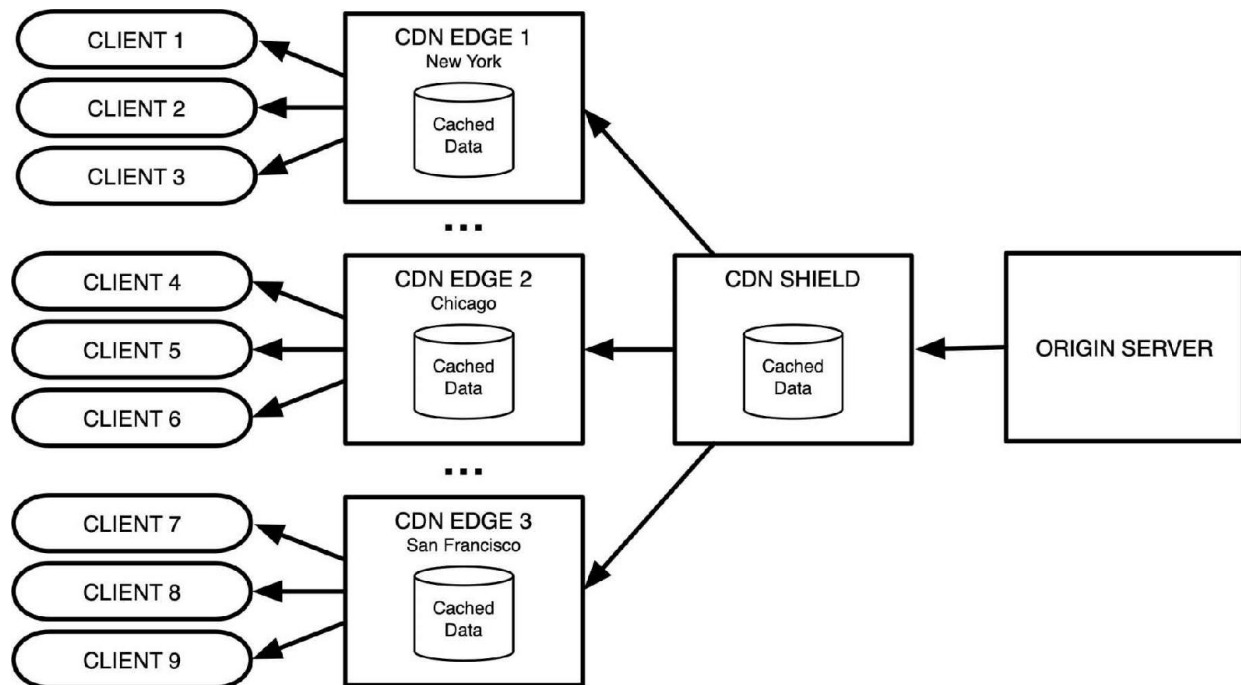 CLIENT 1
CLIENT 2
CLIENT 3
CDN EDGE 1
New York
Cached
Data
...
CLIENT 4
CLIENT 5
CLIENT 6
CDN EDGE 2
Chicago
Cached
Data
...
CLIENT 7
CLIENT 8
CLIENT 9
CDN EDGE 3
San Francisco
Cached
Data
CDN SHIELD
Cached
Data
ORIGIN SERVER